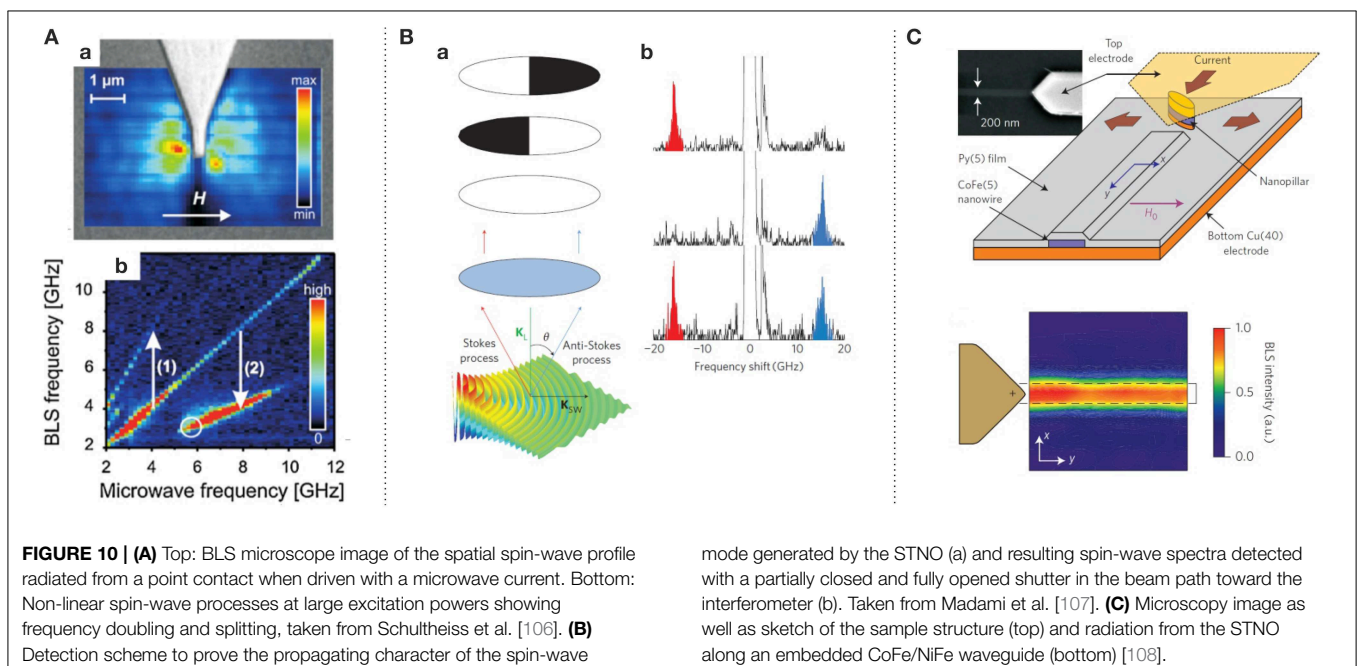 A
a
1 μm
max
min
H
b
BLS frequency [GHz]
10
8
6
4
2
(1)
(2)
high
0
2 4 6 8 10 12
Microwave frequency [GHz]
B
a
b
K_L
θ
Stokes
process
Anti-Stokes
process
K_SW
−20 −10 0 10 20
Frequency shift (GHz)
C
Top
electrode
Current
200 nm
Py(5) film
CoFe(5)
nanowire
x
y
H_0
Nanopillar
Bottom Cu(40)
electrode
x
y
1.0
0.5
0.0
BLS intensity (a.u.)
FIGURE 10 | (A) Top: BLS microscope image of the spatial spin-wave profile
radiated from a point contact when driven with a microwave current. Bottom:
Non-linear spin-wave processes at large excitation powers showing
frequency doubling and splitting, taken from Schultheiss et al. [106]. (B)
Detection scheme to prove the propagating character of the spin-wave
mode generated by the STNO (a) and resulting spin-wave spectra detected
with a partially closed and fully opened shutter in the beam path toward the
interferometer (b). Taken from Madami et al. [107]. (C) Microscopy image as
well as sketch of the sample structure (top) and radiation from the STNO
along an embedded CoFe/NiFe waveguide (bottom) [108].